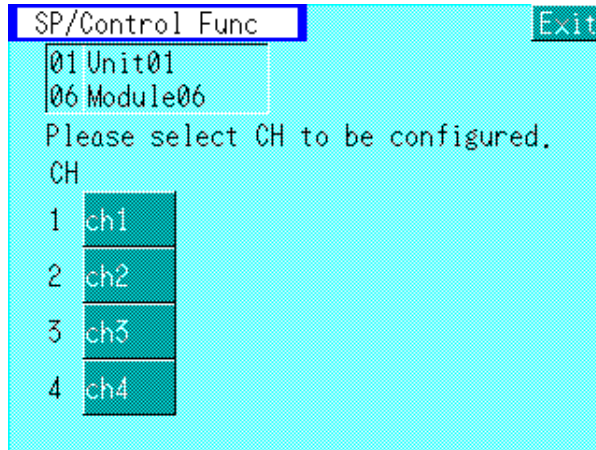 SP/Control Func Exit
01 Unit01
06 Module06
Please select CH to be configured.
CH
1 ch1
2 ch2
3 ch3
4 ch4